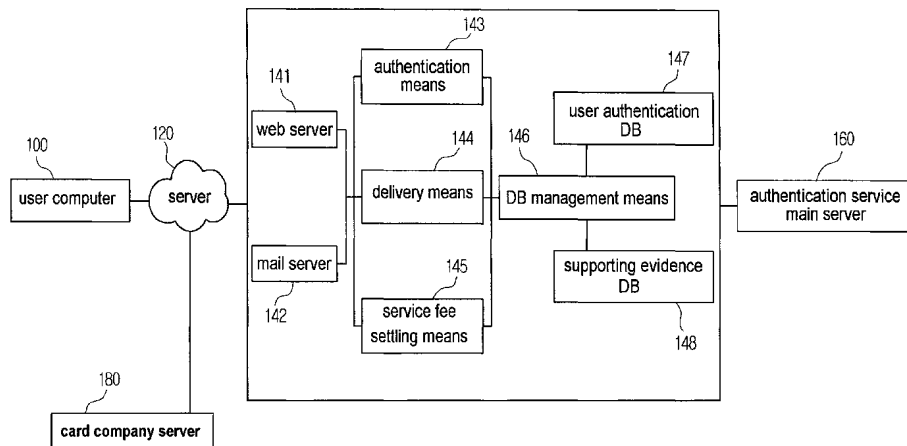 143
authentication
means
147
user authentication
DB
141
web server
120
server
100
user computer
144
delivery means
146
DB management means
160
authentication service
main server
mail server
142
145
service fee
settling means
supporting evidence
DB
148
180
card company server